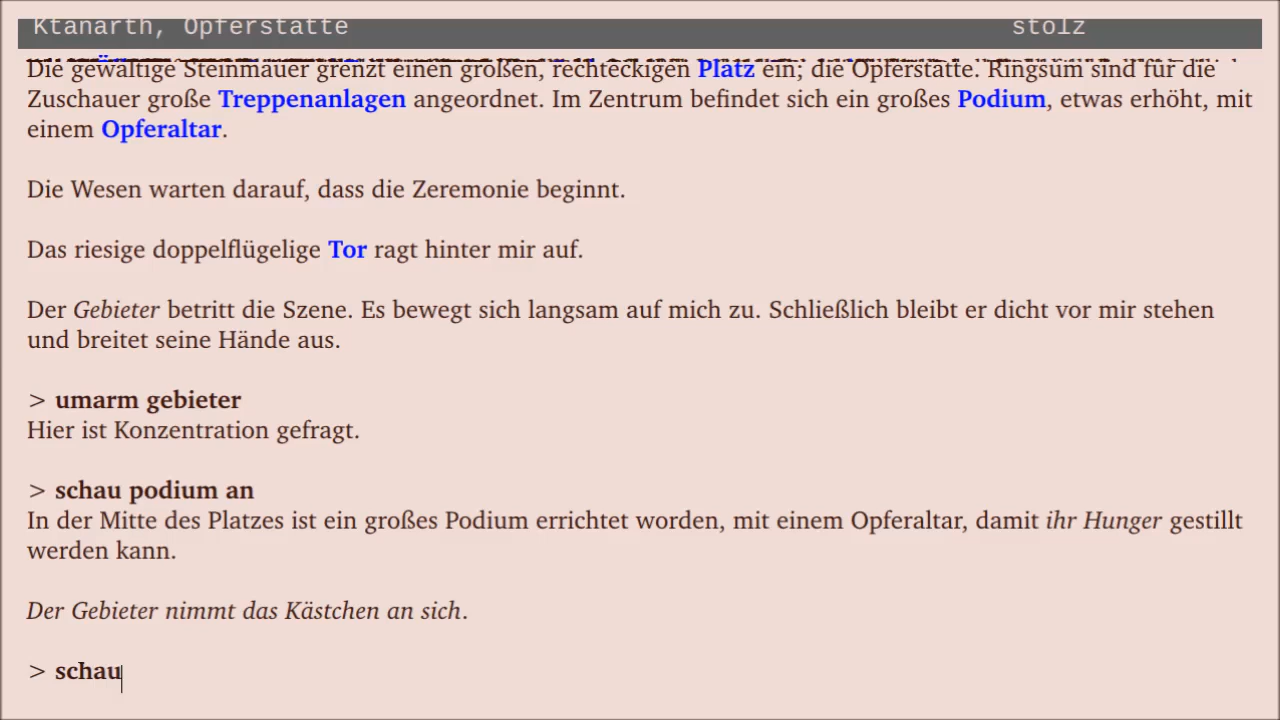 Ktanarth, Opferstätte stolz
Die gewaltige Steinmauer grenzt einen großen, rechteckigen Platz ein; die Opferstätte. Ringsum sind für die
Zuschauer große Treppenanlagen angeordnet. Im Zentrum befindet sich ein großes Podium, etwas erhöht, mit
einem Opferaltar.
Die Wesen warten darauf, dass die Zeremonie beginnt.
Das riesige doppelflügelige Tor ragt hinter mir auf.
Der Gebieter betritt die Szene. Es bewegt sich langsam auf mich zu. Schließlich bleibt er dicht vor mir stehen
und breitet seine Hände aus.
> umarm gebieter
Hier ist Konzentration gefragt.
> schau podium an
In der Mitte des Platzes ist ein großes Podium errichtet worden, mit einem Opferaltar, damit ihr Hunger gestillt
werden kann.
Der Gebieter nimmt das Kästchen an sich.
> schau